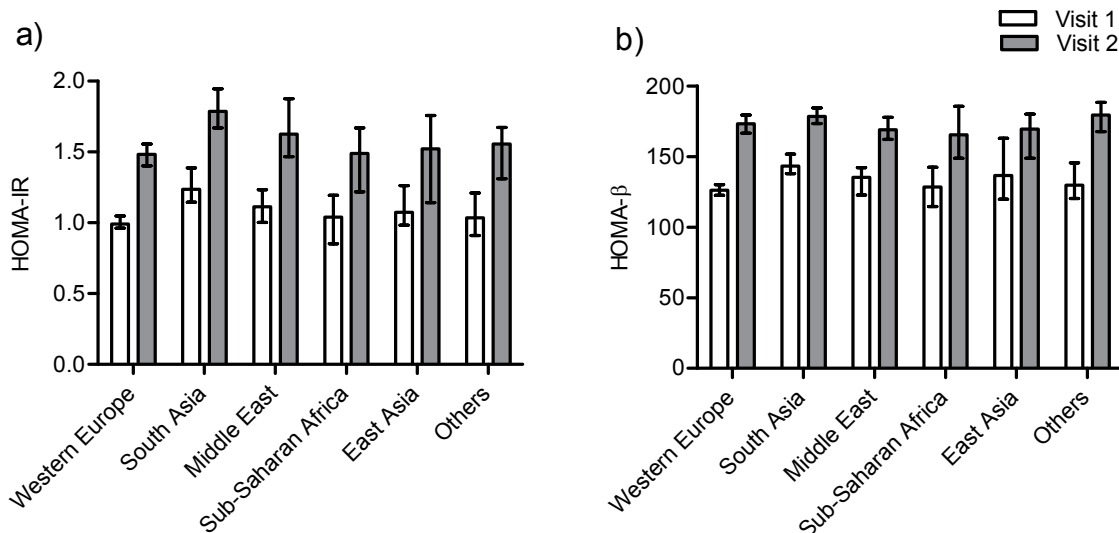 Visit 1
Visit 2
a)
HOMA-IR
2.0
1.5
1.0
0.5
0.0
Western Europe
South Asia
Middle East
Sub-Saharan Africa
East Asia
Others
b)
HOMA-β
200
150
100
50
0
Western Europe
South Asia
Middle East
Sub-Saharan Africa
East Asia
Others